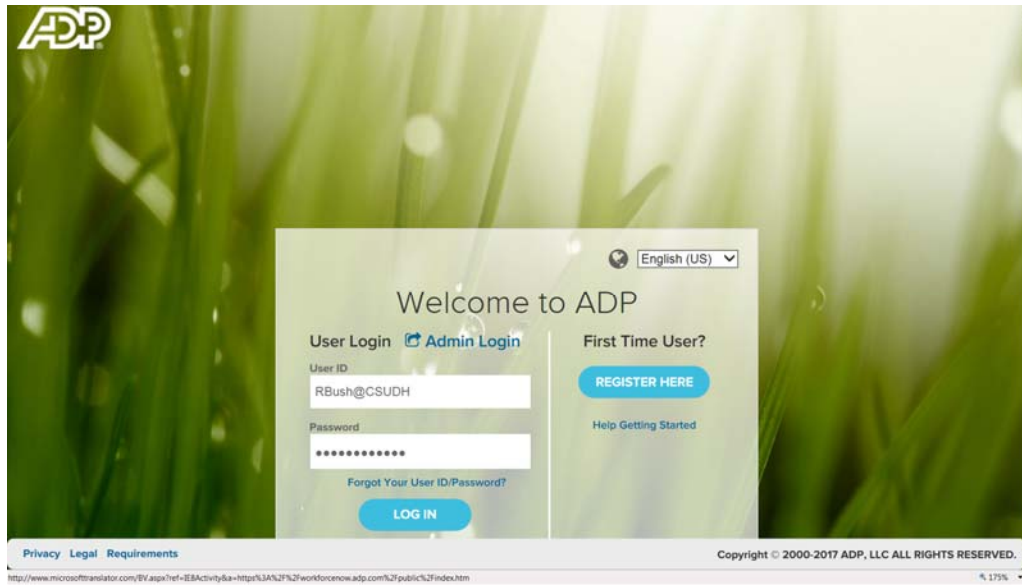 ADP
English (US)
Welcome to ADP
User Login Admin Login
First Time User?
User ID
RBush@CSUDH
REGISTER HERE
Password
••••••••••••
Help Getting Started
Forgot Your User ID/Password?
LOG IN
Privacy Legal Requirements
Copyright © 2000-2017 ADP, LLC ALL RIGHTS RESERVED.
http://www.microsofttranslator.com/BV.aspx?ref=IE8Activity&a=https%3A%2F%2Fworkforcenow.adp.com%2Fpublic%2Findex.htm
175%